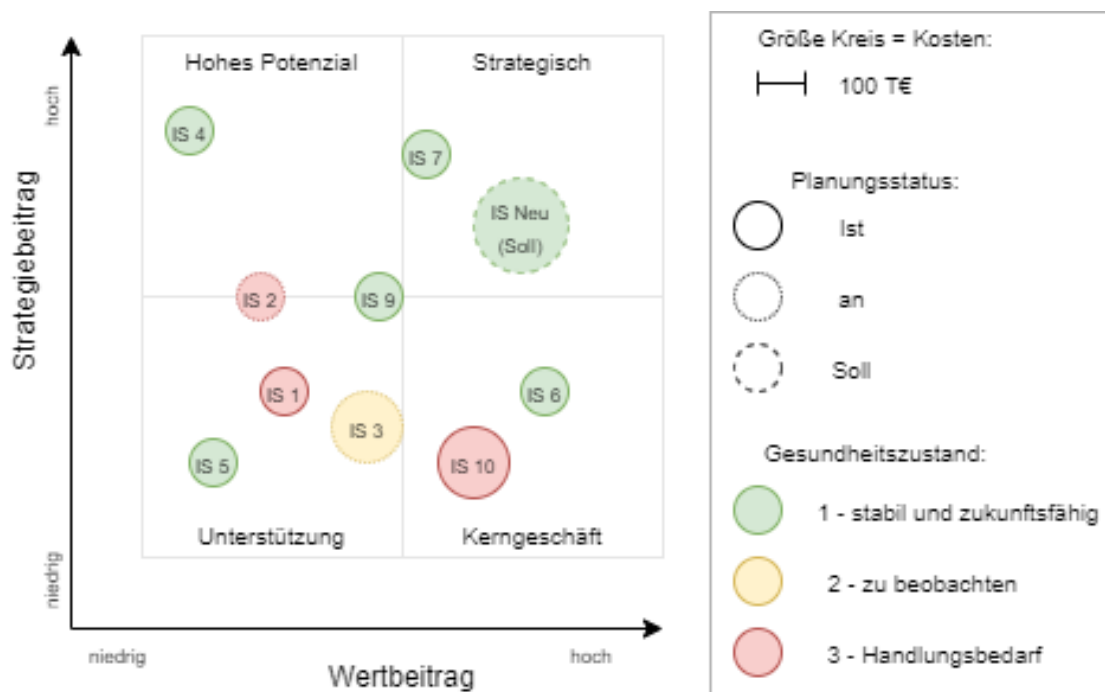 Hohes Potenzial
Strategisch
hoch
IS 4
IS 7
IS Neu
(Soll)
Strategiebeitrag
IS 2
IS 9
IS 1
IS 3
IS 6
IS 5
IS 10
Unterstützung
Kerngeschäft
niedrig
niedrig
hoch
Wertbeitrag
Größe Kreis = Kosten:
100 T€
Planungsstatus:
Ist
an
Soll
Gesundheitszustand:
1 - stabil und zukunftsfähig
2 - zu beobachten
3 - Handlungsbedarf